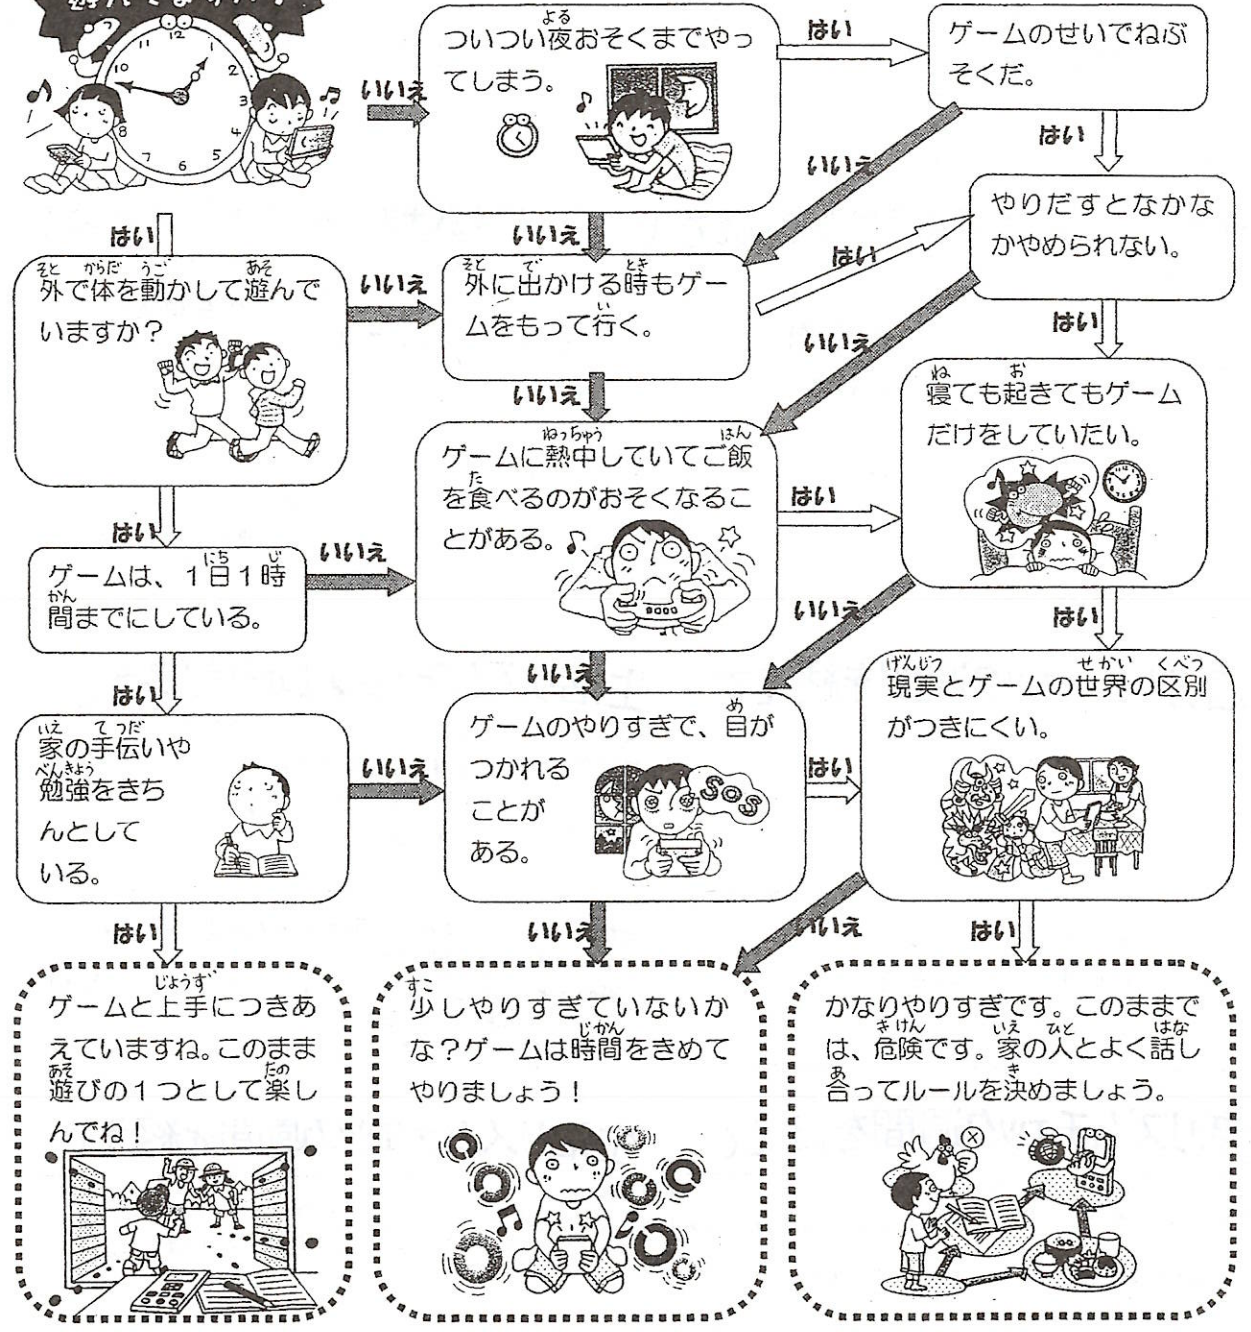 ついつい夜おそくまでやっ
てしまう。
はい
ゲームのせいでねぶ
そくだ。
いいえ
はい
いいえ
やりだすとなかな
かやめられない。
はい
いいえ
はい
外で体を動かして遊んで
いますか?
いいえ
外に出かける時もゲー
ムをもって行く。
はい
いいえ
いいえ
寝ても起きてもゲーム
だけをしていたい。
ゲームに熱中していてご飯
を食べるのがおそくなるこ
とがある。
はい
はい
ゲームは、1日1時
間までにしている。
いいえ
いいえ
はい
はい
いいえ
現実とゲームの世界の区別
がつきにくい。
家の手伝いや
勉強をきち
んとして
いる。
いいえ
ゲームのやりすぎで、目が
つかれる
ことが
ある。
SOS
はい
はい
いいえ
いいえ
はい
ゲームと上手につきあ
えていますね。このまま
遊びの1つとして楽し
んでね!
少しやりすぎていないか
な?ゲームは時間をきめて
やりましょう!
かなりやりすぎです。このままで
は、危険です。家の人とよく話し
合ってルールを決めましょう。